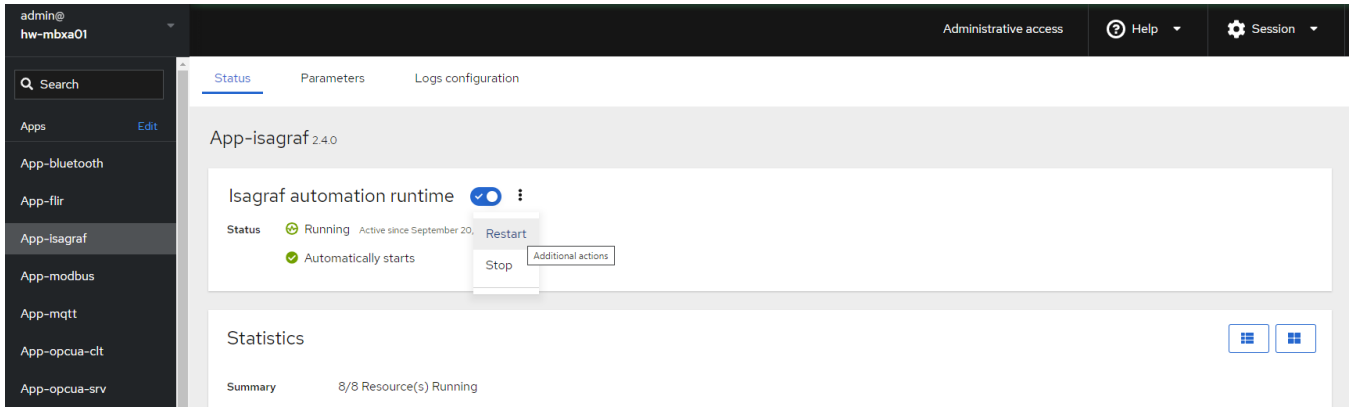 admin@
hw-mbxa01
Administrative access
Help
Session
Search
Apps
Edit
App-bluetooth
App-flir
App-isagraf
App-modbus
App-mqtt
App-opcua-clt
App-opcua-srv
Status
Parameters
Logs configuration
App-isagraf 2.4.0
Isagraf automation runtime
Status
Running Active since September 20,
Automatically starts
Restart
Stop
Additional actions
Statistics
Summary
8/8 Resource(s) Running